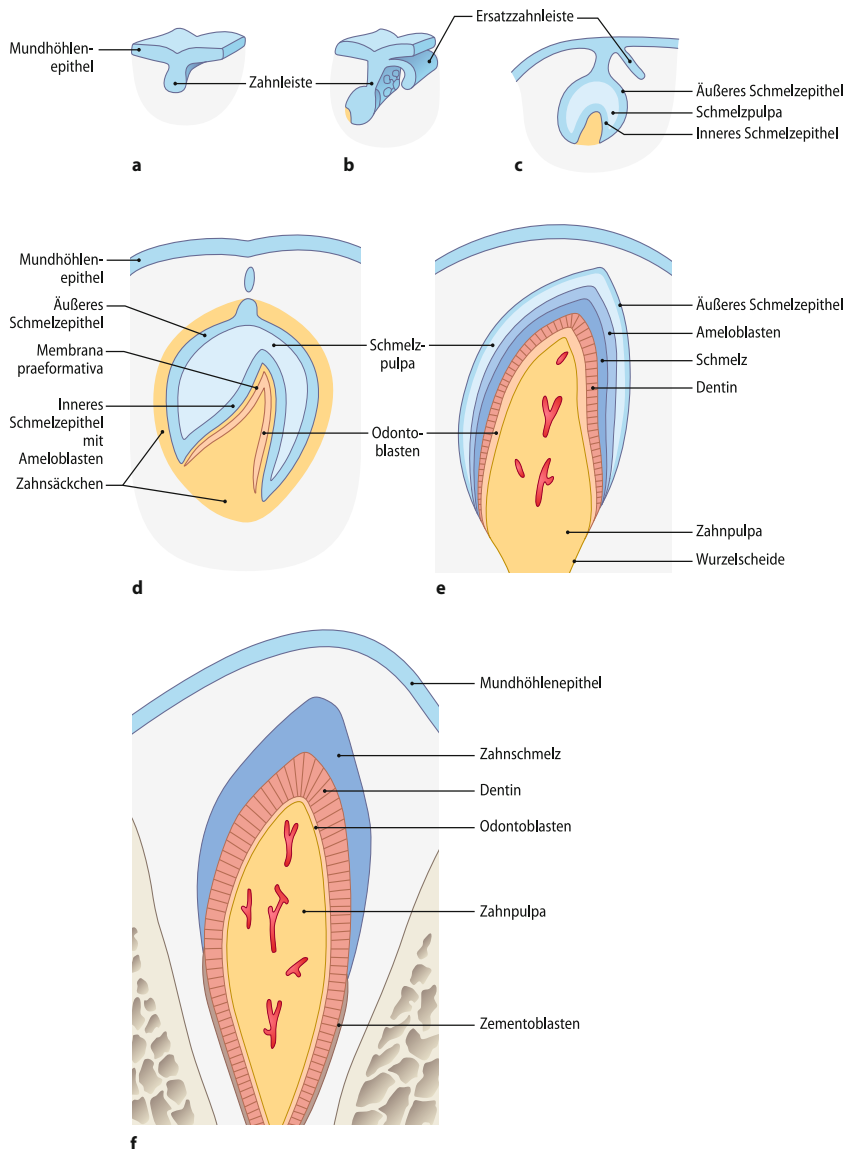 Mundhöhlen-
epithel
Zahnleiste
Ersatzzahnleiste
Äußeres Schmelzepithel
Schmelzpulpa
Inneres Schmelzepithel
a
b
c
Mundhöhlen-
epithel
Äußeres
Schmelzepithel
Membrana
praeformativa
Inneres
Schmelzepithel
mit
Ameloblasten
Zahnsäckchen
Schmelz-
pulpa
Odonto-
blasten
Äußeres Schmelzepithel
Ameloblasten
Schmelz
Dentin
Zahnpulpa
Wurzelscheide
d
e
Mundhöhlenepithel
Zahnschmelz
Dentin
Odontoblasten
Zahnpulpa
Zementoblasten
f